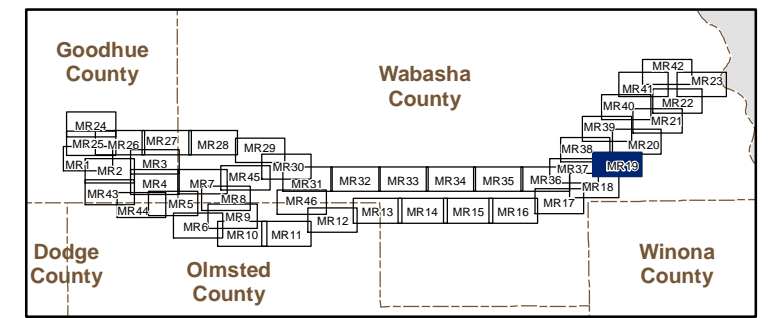 Goodhue
County
Wabasha
County
MR42
MR41
MR23
MR40
MR22
MR39
MR21
MR24
MR38
MR20
MR25
MR26
MR27
MR28
MR29
MR1
MR2
MR3
MR30
MR37
MR19
MR4
MR7
MR45
MR31
MR32
MR33
MR34
MR35
MR36
MR18
MR43
MR44
MR5
MR8
MR46
MR17
MR6
MR9
MR12
MR13
MR14
MR15
MR16
MR10
MR11
Dodge
County
Olmsted
County
Winona
County